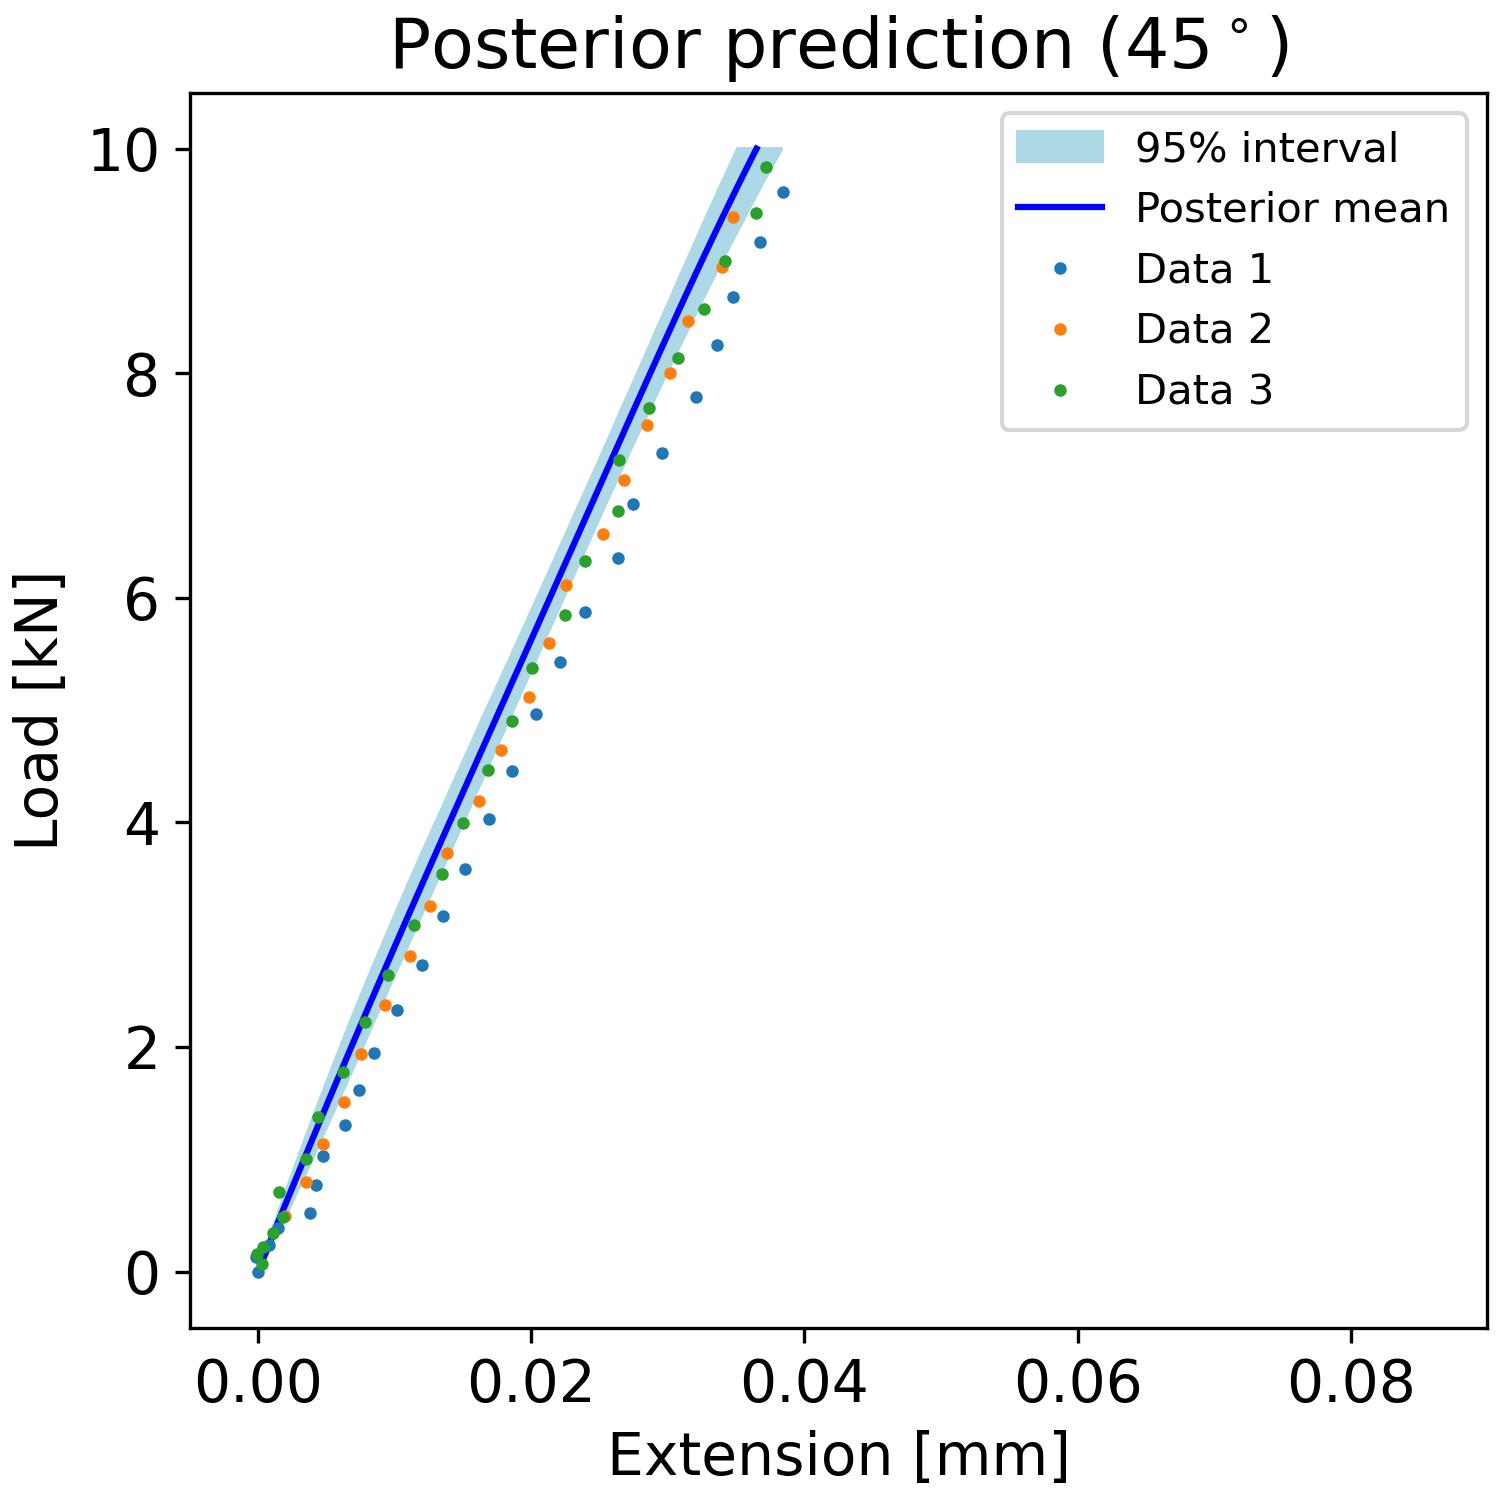 Posterior prediction (45°)
10
8
6
4
2
0
Load [kN]
0.00 0.02 0.04 0.06 0.08
Extension [mm]
95% interval
Posterior mean
Data 1
Data 2
Data 3